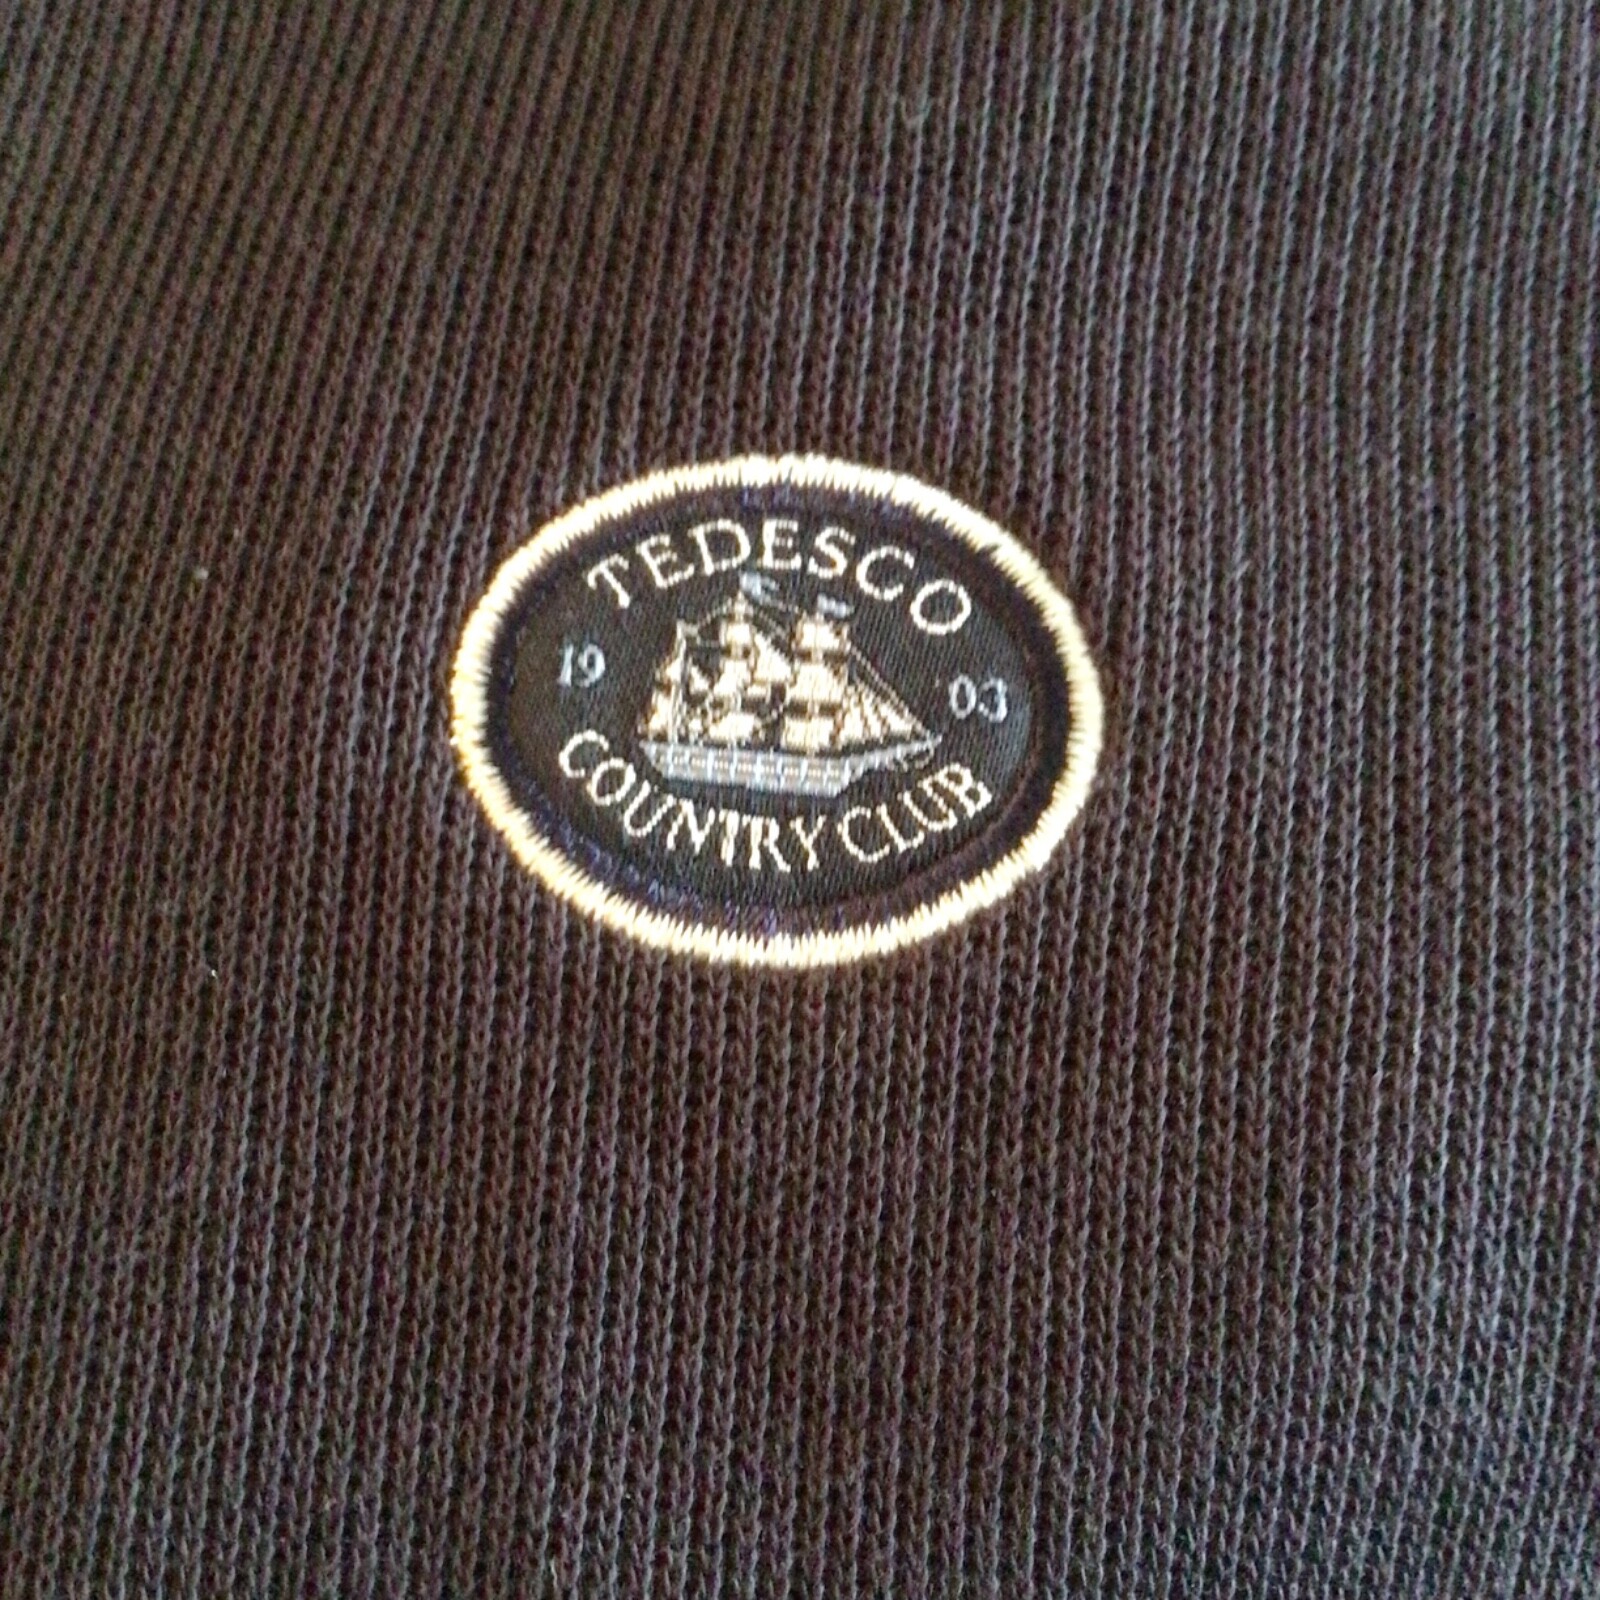 TEDESCO
19 03
COUNTRY CLUB